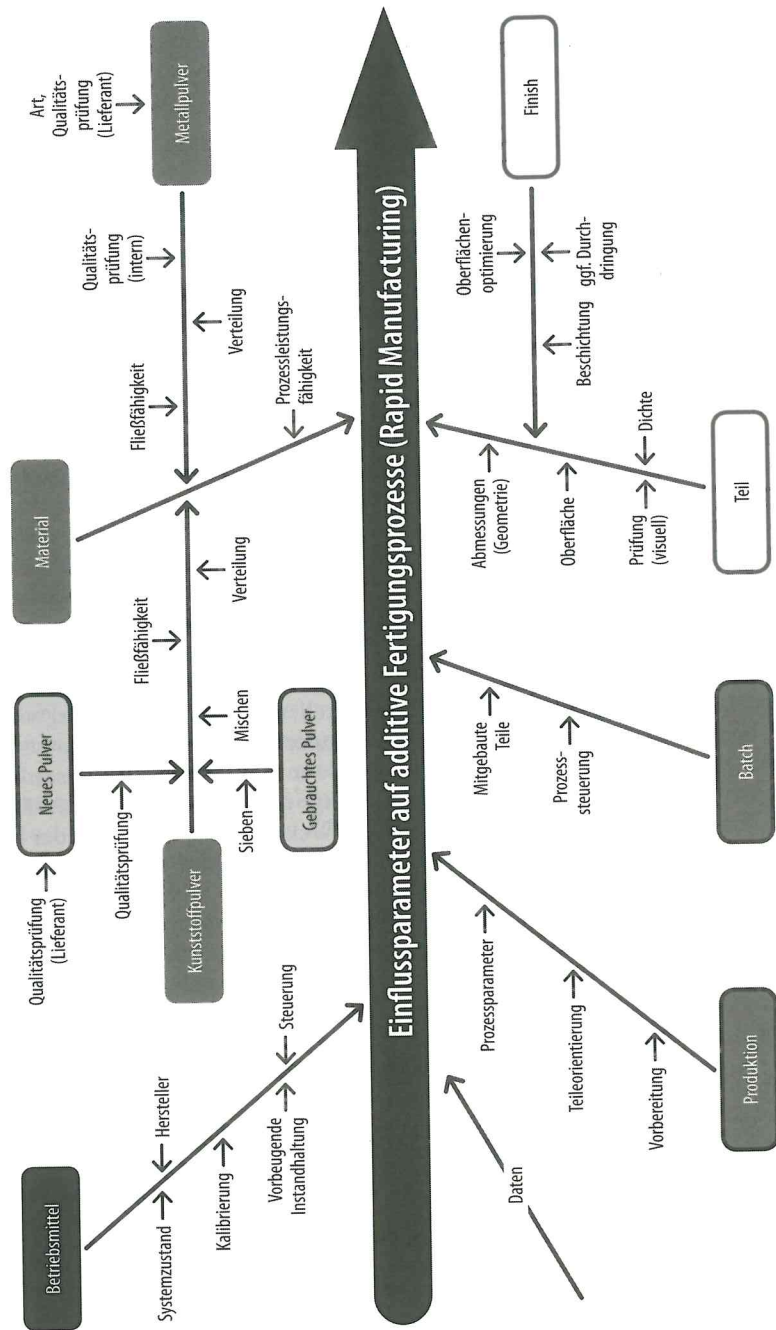 Betriebsmittel
Systemzustand
Hersteller
Kalibrierung
Vorbeugende
Instandhaltung
Steuerung
Qualitätsprüfung
(Lieferant)
Neues Pulver
Qualitätsprüfung
Kunststoffpulver
Sieben
Gebrauchtes Pulver
Mischen
Fließfähigkeit
Verteilung
Material
Prozessleistungs-
fähigkeit
Fließfähigkeit
Verteilung
Qualitäts-
prüfung
(intern)
Art,
Qualitäts-
prüfung
(Lieferant)
Metallpulver
Einflussparameter auf additive Fertigungsprozesse (Rapid Manufacturing)
Daten
Prozessparameter
Teileorientierung
Vorbereitung
Produktion
Mitgebaute
Teile
Prozess-
steuerung
Batch
Abmessungen
(Geometrie)
Oberfläche
Prüfung
(visuell)
Dichte
Teil
Beschichtung
Oberflächen-
optimierung
ggf. Durch-
dringung
Finish